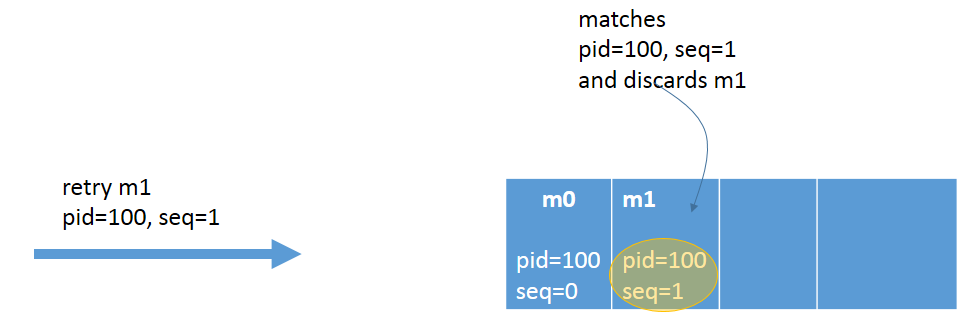 matches
pid=100, seq=1
and discards m1
retry m1
pid=100, seq=1
m0
m1
pid=100
pid=100
seq=0
seq=1